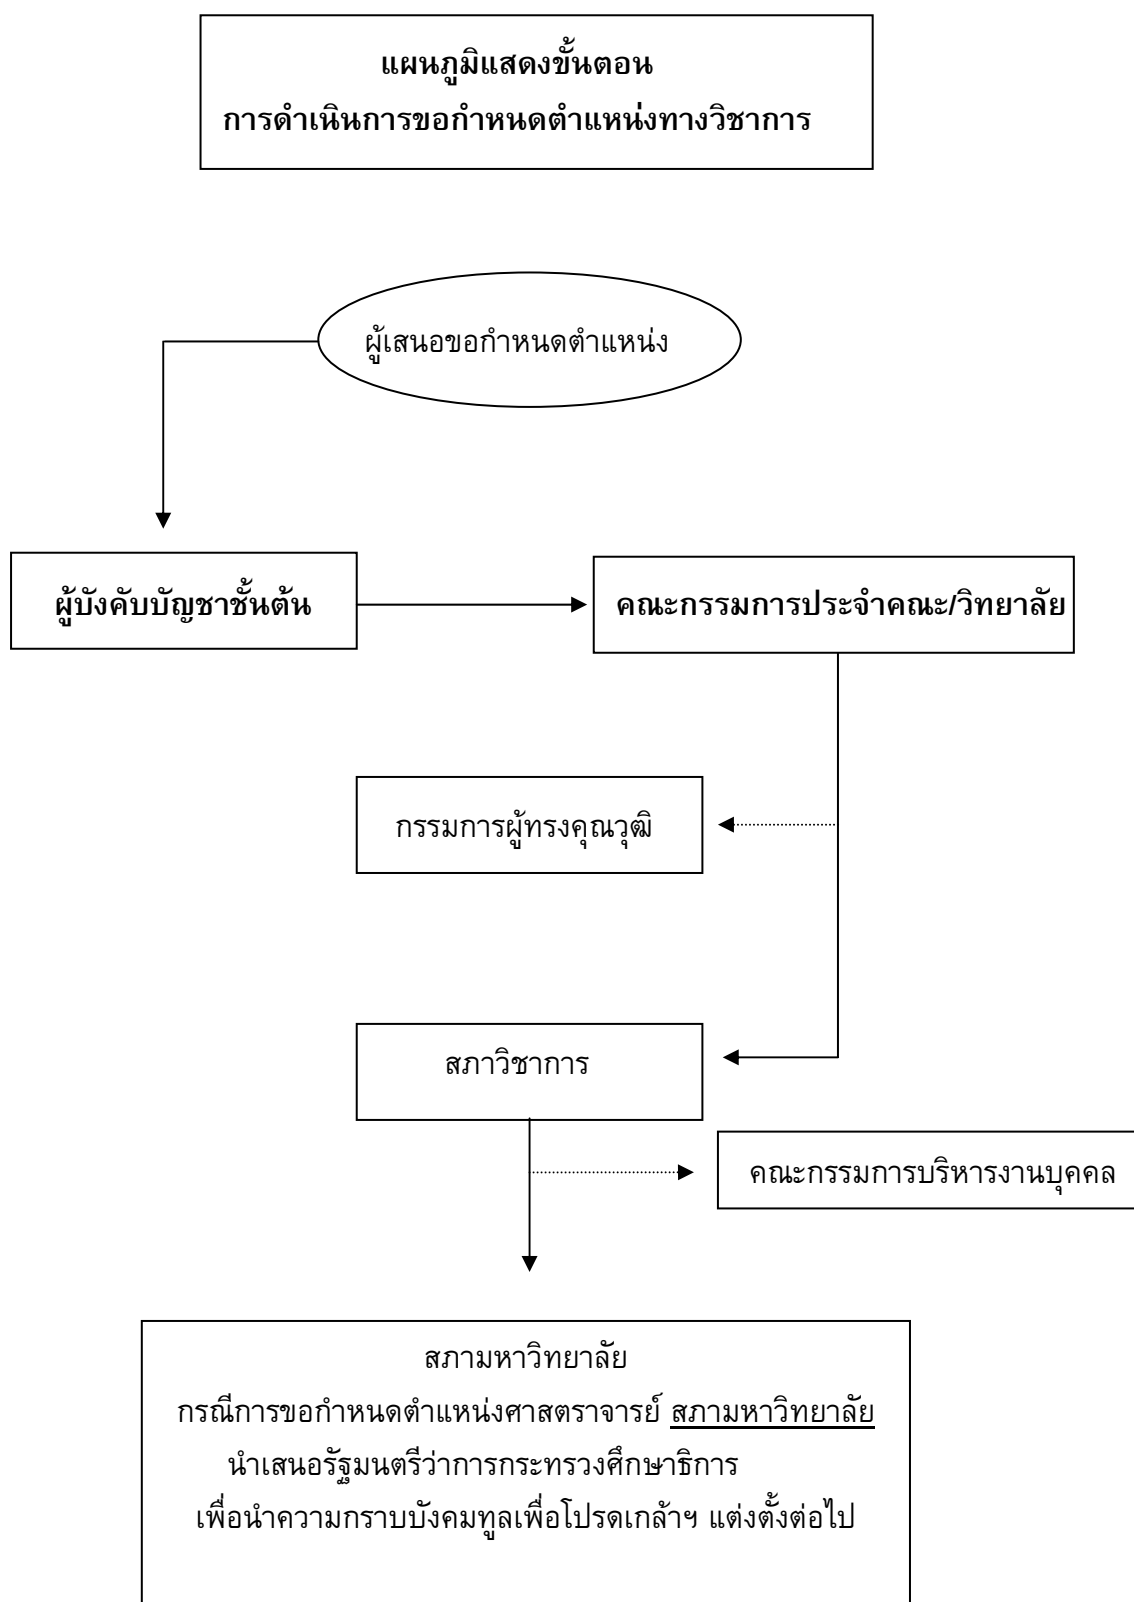 แผนภูมิแสดงขั้นตอน
การดำเนินการขอกำหนดตำแหน่งทางวิชาการ
ผู้เสนอขอกำหนดตำแหน่ง
ผู้บังคับบัญชาชั้นต้น
คณะกรรมการประจำคณะ/วิทยาลัย
กรรมการผู้ทรงคุณวุฒิ
สภาวิชาการ
คณะกรรมการบริหารงานบุคคล
สภามหาวิทยาลัย
กรณีการขอกำหนดตำแหน่งศาสตราจารย์ สภามหาวิทยาลัย
นำเสนอรัฐมนตรีว่าการกระทรวงศึกษาธิการ
เพื่อนำความกราบบังคมทูลเพื่อโปรดเกล้าฯ แต่งตั้งต่อไป